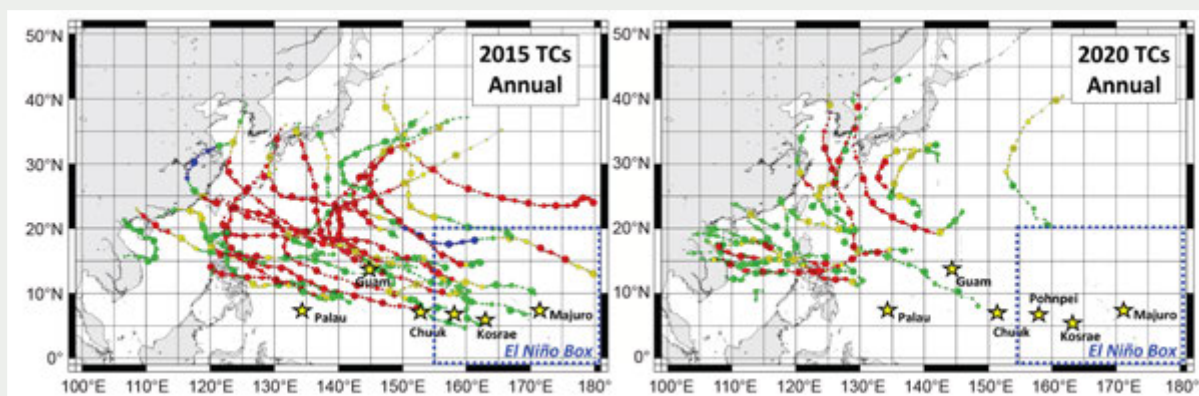 50°N
40°N
30°N
20°N
10°N
0°
2015 TCs
Annual
Guam
Palau
Chuuk
Kosrae
Majuro
El Niño Box
100°E 110°E 120°E 130°E 140°E 150°E 160°E 170°E 180°
50°N
40°N
30°N
20°N
10°N
0°
2020 TCs
Annual
Guam
Palau
Pohnpei
Chuuk
Kosrae
Majuro
El Niño Box
100°E 110°E 120°E 130°E 140°E 150°E 160°E 170°E 180°